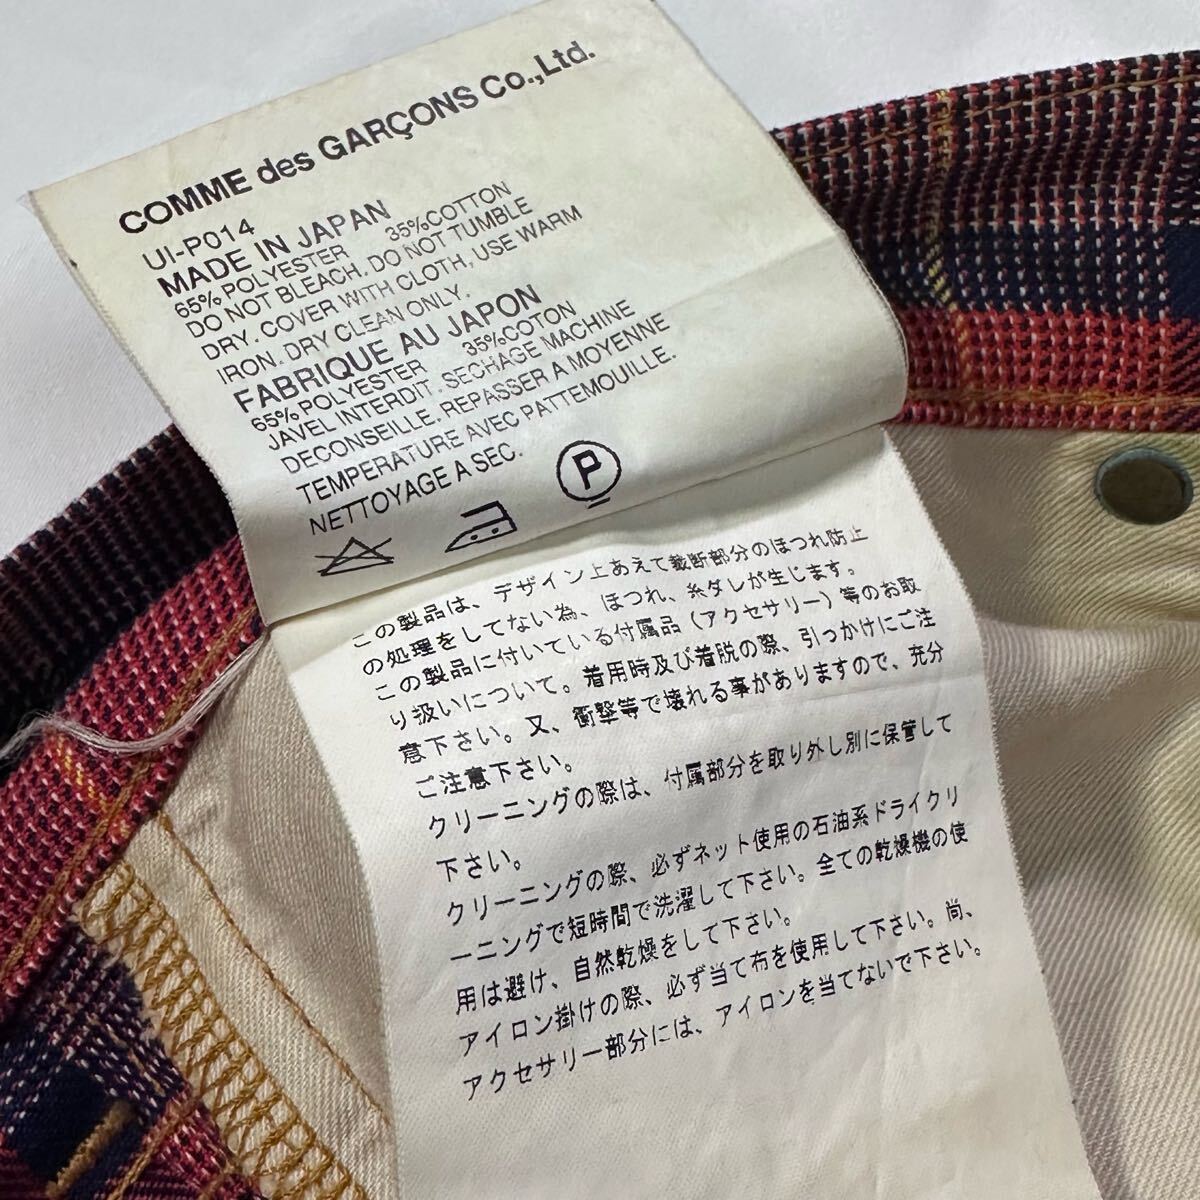 COMME des GARÇONS Co.,Ltd.
UI-P014
MADE IN JAPAN
65% POLYESTER 35%COTTON
DO NOT BLEACH. DO NOT TUMBLE
DRY. COVER WITH CLOTH, USE WARM
IRON. DRY CLEAN ONLY.
FABRIQUE AU JAPON
65% POLYESTER 35%COTON
JAVEL INTERDIT. SECHAGE MACHINE
DECONSEILLE. REPASSER A MOYENNE
TEMPERATURE AVEC PATTEMOUILLE.
NETTOYAGE A SEC.
P
この製品は、デザイン上あえて裁断部分のほつれ防止
の処理をしてない為、ほつれ、糸ダレが生じます。
この製品に付いている付属品（アクセサリー）等のお取
り扱いについて。着用時及び着脱の際、引っかけにご注
意下さい。又、衝撃等で壊れる事がありますので、充分
ご注意下さい。
クリーニングの際は、付属部分を取り外し別に保管して
下さい。
クリーニングの際、必ずネット使用の石油系ドライクリ
ーニングで短時間で洗濯して下さい。全ての乾燥機の使
用は避け、自然乾燥をして下さい。
アイロン掛けの際、必ず当て布を使用して下さい。尚、
アクセサリー部分には、アイロンを当てないで下さい。